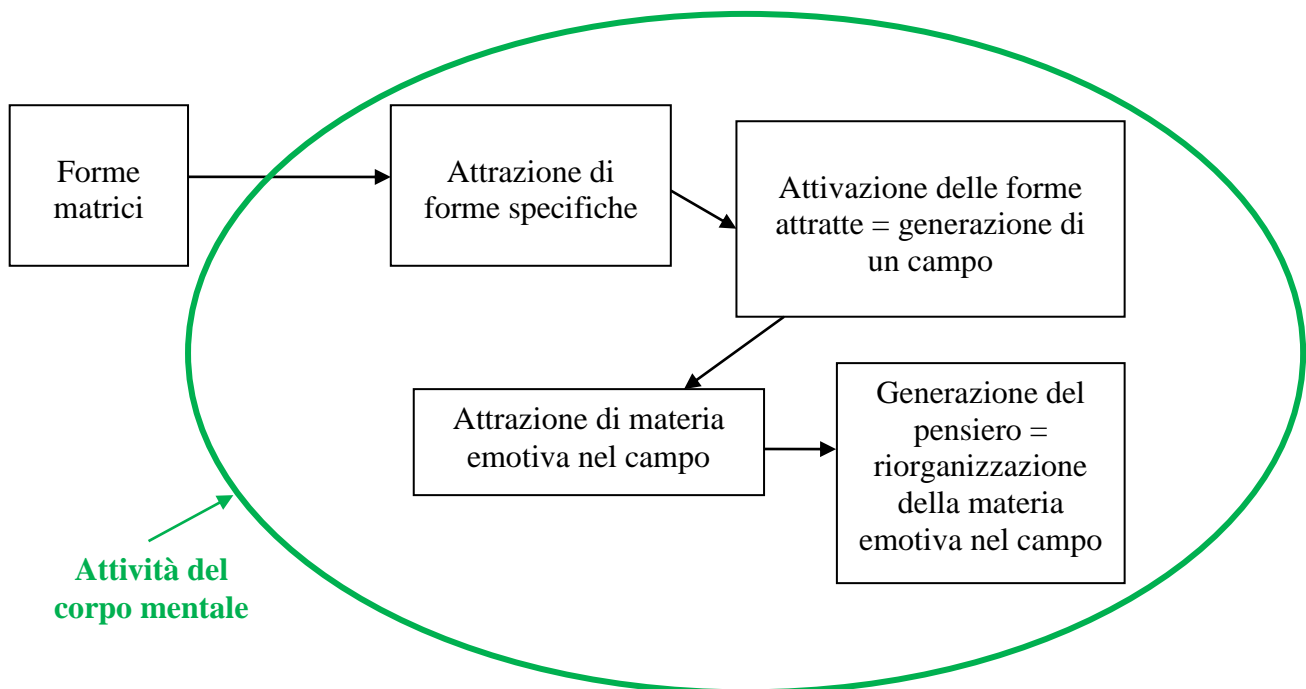 Forme
matrici
Attrazione di
forme specifiche
Attivazione delle forme
attratte = generazione di
un campo
Attrazione di materia
emotiva nel campo
Generazione del
pensiero =
riorganizzazione
della materia
emotiva nel campo
Attività del
corpo mentale